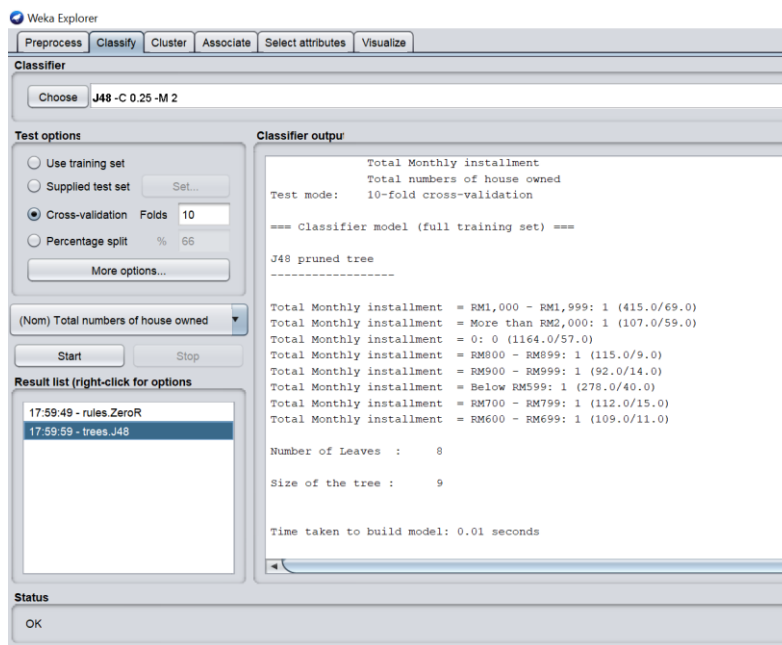 Weka Explorer
Preprocess Classify Cluster Associate Select attributes Visualize
Classifier
Choose J48 -C 0.25 -M 2
Test options
Use training set
Supplied test set Set...
Cross-validation Folds 10
Percentage split % 66
More options...
(Nom) Total numbers of house owned
Start Stop
Result list (right-click for options
17:59:49 - rules.ZeroR
17:59:59 - trees.J48
Classifier output
Total Monthly installment
Total numbers of house owned
Test mode: 10-fold cross-validation
=== Classifier model (full training set) ===
J48 pruned tree
------------------
Total Monthly installment = RM1,000 - RM1,999: 1 (415.0/69.0)
Total Monthly installment = More than RM2,000: 1 (107.0/59.0)
Total Monthly installment = 0: 0 (1164.0/57.0)
Total Monthly installment = RM800 - RM899: 1 (115.0/9.0)
Total Monthly installment = RM900 - RM999: 1 (92.0/14.0)
Total Monthly installment = Below RM599: 1 (278.0/40.0)
Total Monthly installment = RM700 - RM799: 1 (112.0/15.0)
Total Monthly installment = RM600 - RM699: 1 (109.0/11.0)
Number of Leaves : 8
Size of the tree : 9
Time taken to build model: 0.01 seconds
Status
OK